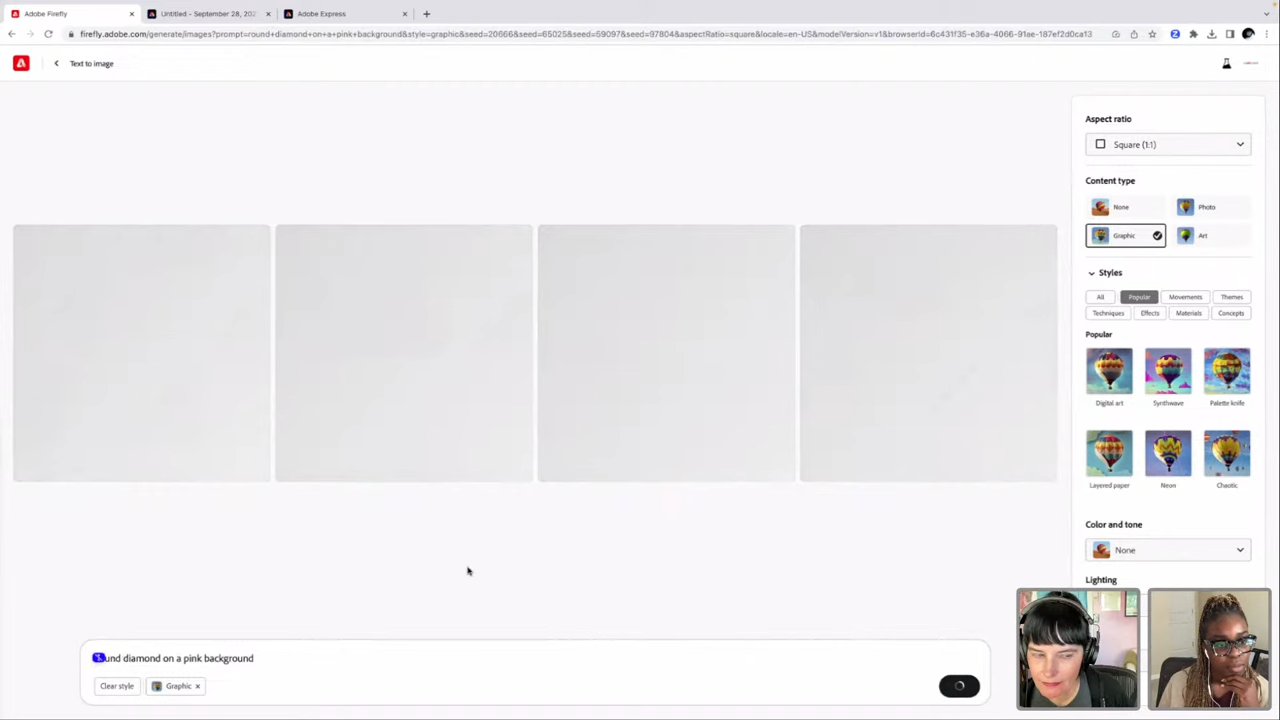 Adobe Firefly
Untitled - September 28, 202
Adobe Express
firefly.adobe.com/generate/images?prompt=round+diamond+on+a+pink+background&style=graphic&seed=20666&seed=65025&seed=59097&seed=97804&aspectRatio=square&locale=en-US&modelVersion=v1&browserId=6c431f35-e36a-4066-91ae-187ef2d0ca13
Text to image
Aspect ratio
Square (1:1)
Content type
None
Photo
Graphic
Art
Styles
All
Popular
Movements
Themes
Techniques
Effects
Materials
Concepts
Popular
Digital art
Synthwave
Palette knife
Layered paper
Neon
Chaotic
Color and tone
None
Lighting
und diamond on a pink background
Clear style
Graphic